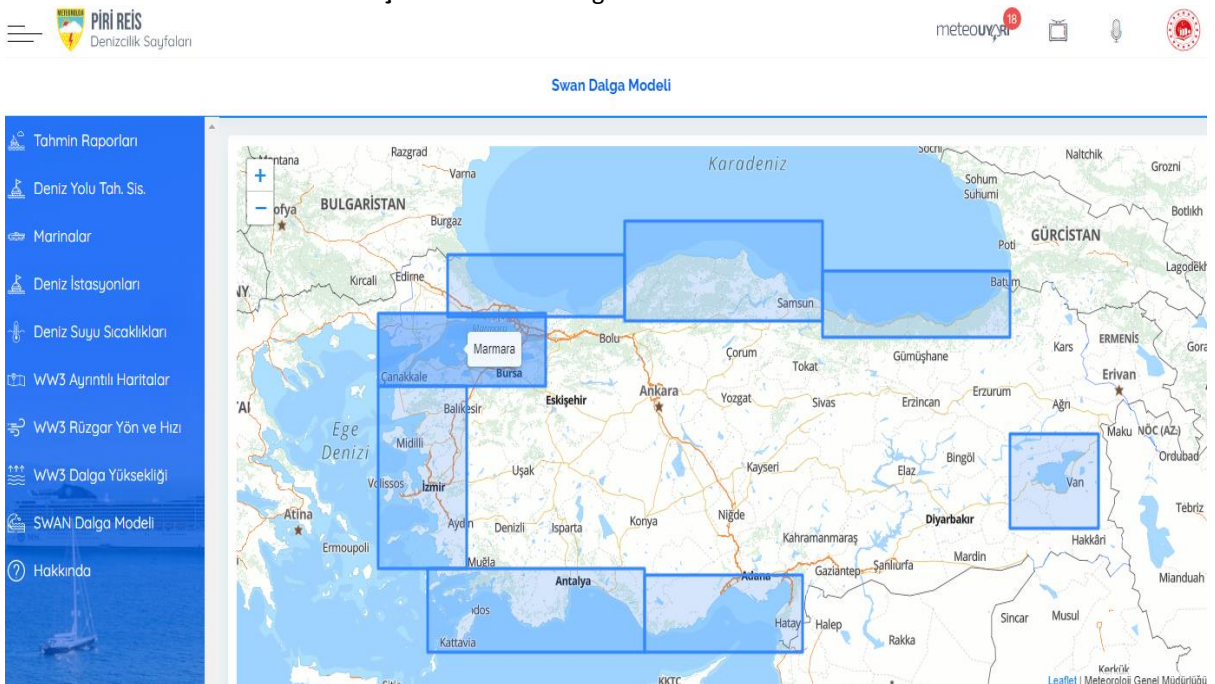 METEOROLOJİ
PİRİ REİS
Denizcilik Sayfaları
meteoUYARI
18
Swan Dalga Modeli
Tahmin Raporları
Deniz Yolu Tah. Sis.
Marinalar
Deniz İstasyonları
Deniz Suyu Sıcaklıkları
WW3 Ayrıntılı Haritalar
WW3 Rüzgar Yön ve Hızı
WW3 Dalga Yüksekliği
SWAN Dalga Modeli
Hakkında
+
−
Razgrad
Varna
Karadeniz
Naltchik
Grozni
Sohum
Suhumi
BULGARİSTAN
Burgaz
Botlıkh
GÜRCİSTAN
Poti
Kırcali
Edirne
Batum
Samsun
Marmara
Bolu
Çorum
Tokat
Gümüşhane
Kars
ERMENİS
Erivan
Çanakkale
Bursa
Eskişehir
Ankara
Yozgat
Sivas
Erzincan
Erzurum
Ağrı
Balıkesir
Maku
NÖC (AZ.)
Ordubad
Ege
Denizi
Midilli
Uşak
Kayseri
Elaz
Bingöl
Van
Volissos
İzmir
Atina
Aydın
Denizli
Isparta
Konya
Niğde
Diyarbakır
Tebriz
Ermoupoli
Kahramanmaraş
Hakkâri
Muğla
Antalya
Adana
Gaziantep
Şanlıurfa
Mardin
Mianduah
Kattavia
Hatay
Halep
Rakka
Sincar
Musul
KKTC
Kerkük
Leaflet | Meteoroloji Genel Müdürlüğü